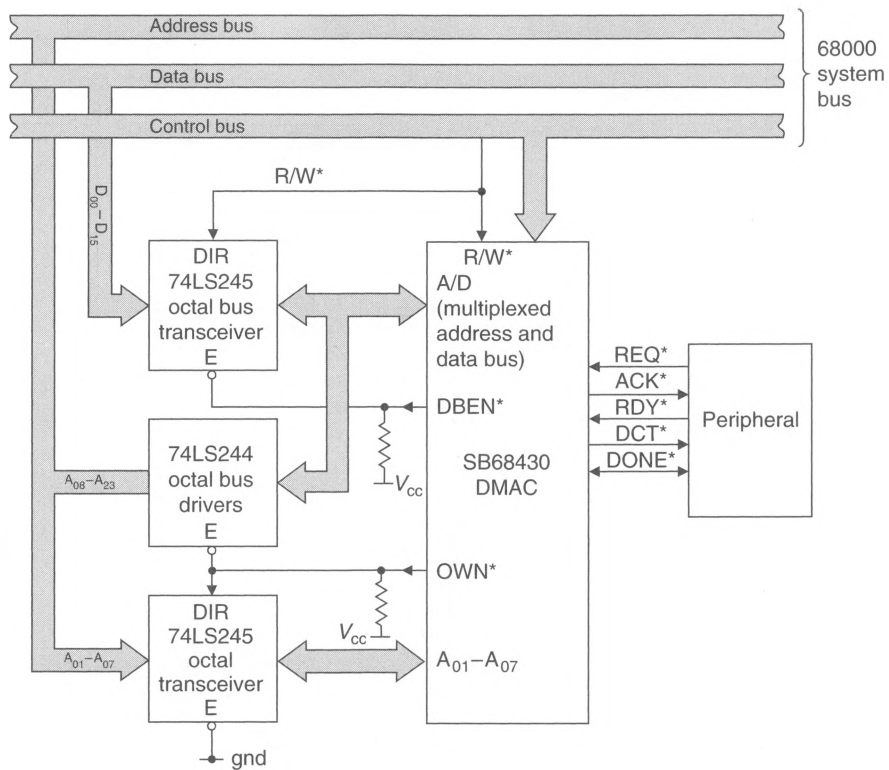 Address bus
Data bus
Control bus
68000
system
bus
R/W*
D00–D15
DIR
74LS245
octal bus
transceiver
E
R/W*
A/D
(multiplexed
address and
data bus)
DBEN*
SB68430
DMAC
OWN*
A01–A07
REQ*
ACK*
RDY*
DCT*
DONE*
Peripheral
Vcc
74LS244
octal bus
drivers
E
A08–A23
Vcc
DIR
74LS245
octal
transceiver
E
A01–A07
gnd